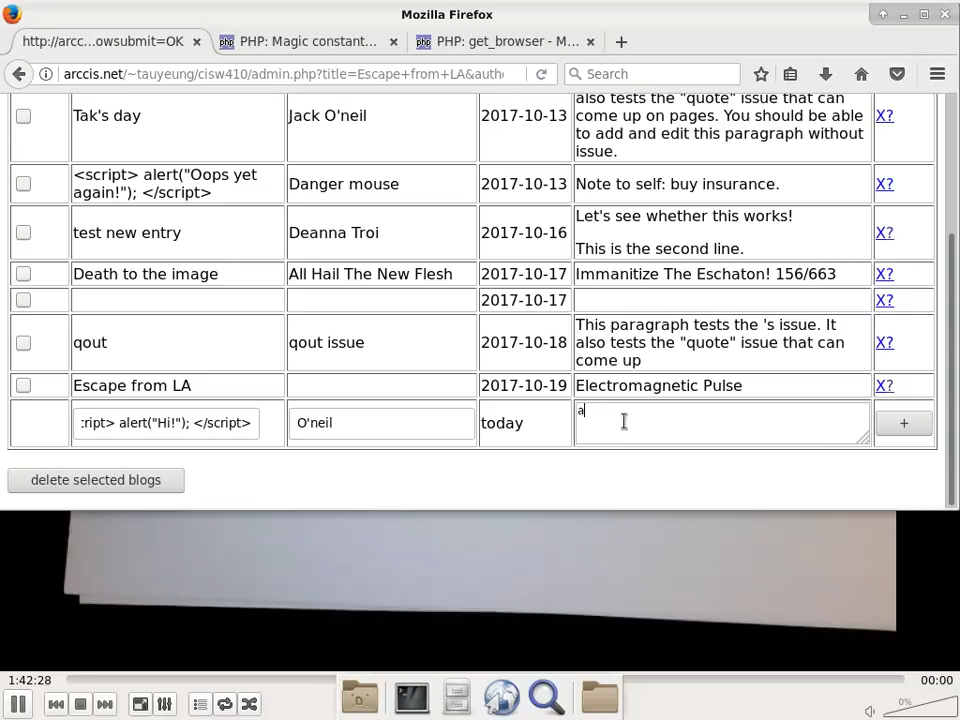 Mozilla Firefox
http://arcc...owsubmit=OK
PHP: Magic constant...
PHP: get_browser - M...
arccis.net/~tauyeung/cisw410/admin.php?title=Escape+from+LA&auth
Search
Tak's day
Jack O'neil
2017-10-13
also tests the "quote" issue that can
come up on pages. You should be able
to add and edit this paragraph without
issue.
X?
<script> alert("Oops yet
again!"); </script>
Danger mouse
2017-10-13
Note to self: buy insurance.
X?
test new entry
Deanna Troi
2017-10-16
Let's see whether this works!
This is the second line.
X?
Death to the image
All Hail The New Flesh
2017-10-17
Immanitize The Eschaton! 156/663
X?
2017-10-17
X?
qout
qout issue
2017-10-18
This paragraph tests the 's issue. It
also tests the "quote" issue that can
come up
X?
Escape from LA
2017-10-19
Electromagnetic Pulse
X?
:ript> alert("Hi!"); </script>
O'neil
today
a
+
delete selected blogs
1:42:28
00:00
0%